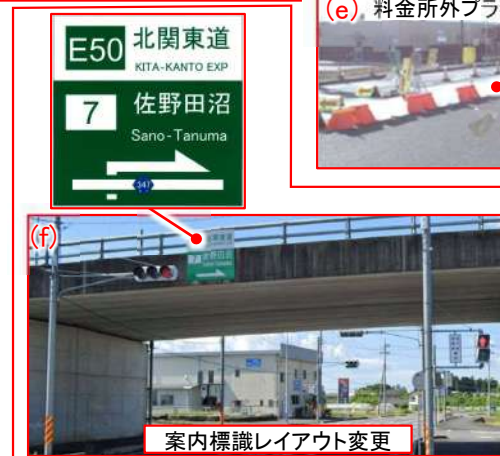 (e) 料金所外プラ
E50 北関東道
KITA-KANTO EXP
7 佐野田沼
Sano-Tanuma
347
(f)
案内標識レイアウト変更